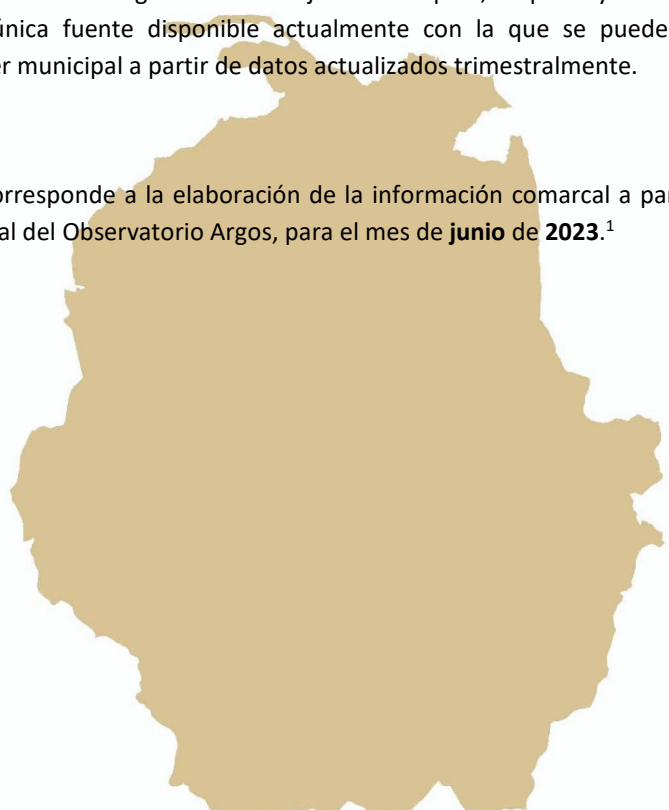 única fuente disponible actualmente con la que se puede
er municipal a partir de datos actualizados trimestralmente.
orresponde a la elaboración de la información comarcal a par
al del Observatorio Argos, para el mes de junio de 2023.1